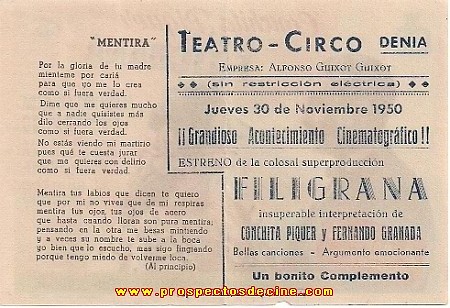 "MENTIRA"
Por la gloria de tu madre
mienteme por cariá
para que yo me lo crea
como si fuera verdad.
Dime que me quieres mucho
que a nadie quisistes más
dilo cerrando los ojos
como si fuera verdad.
No estás viendo mi martirio
pues qué te cuesta jurar
que me quieres con delirio
como si fuera verdad.
Mentira tus labios que dicen te quiero
que por mi no vives que de mi respiras
mentira tus ojos, tus ojos de acero
que hasta cuando lloran son pura mentira;
pensando en la otra me besas mintiendo
y a veces su nombre te sube a la boca
yo bien que lo escucho, mas sigo fingiendo
porque tengo miedo de volverme loca.
(Al principio)
TEATRO-CIRCO DENIA
EMPRESA: ALFONSO GUIXOT GUIXOT
(sin restricción eléctrica)
Jueves 30 de Noviembre 1950
¡¡Grandioso Acontecimiento Cinematográfico!!
ESTRENO de la colosal superproducción
FILIGRANA
insuperable interpretación de
CONCHITA PIQUER y FERNANDO GRANADA
Bellas canciones - Argumento emocionante
Un bonito Complemento
www.prospectosdecine.com